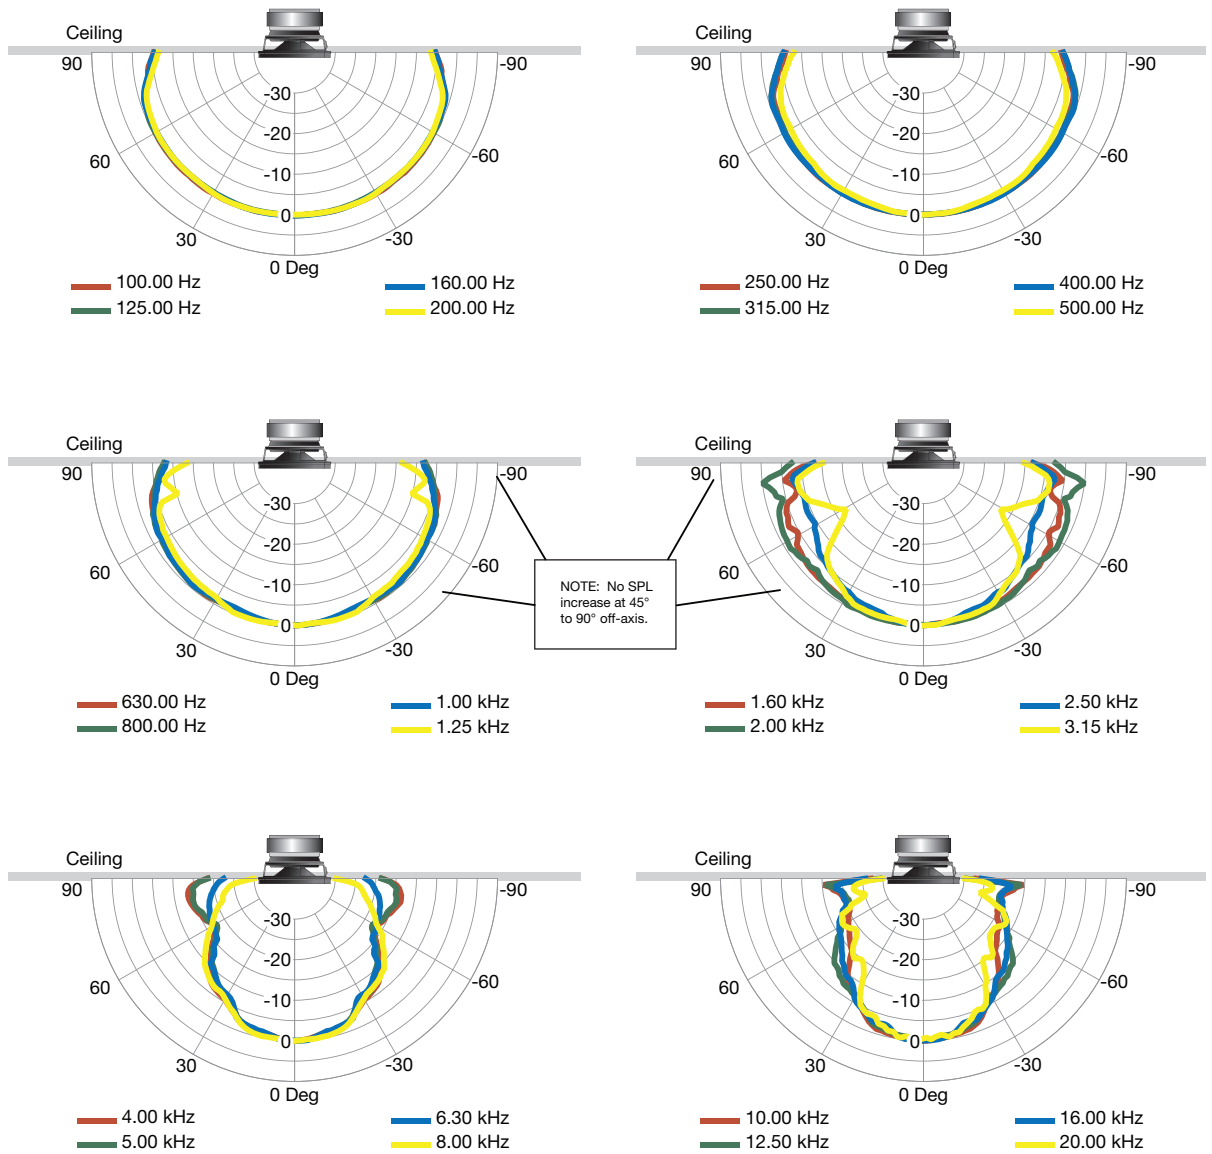 Ceiling
90
-90
-30
-20
60
-60
-10
0
30
-30
0 Deg
100.00 Hz
160.00 Hz
125.00 Hz
200.00 Hz
Ceiling
90
-90
-30
-20
60
-60
-10
0
30
-30
0 Deg
250.00 Hz
400.00 Hz
315.00 Hz
500.00 Hz
Ceiling
90
-90
-30
-20
60
-60
-10
0
30
-30
0 Deg
630.00 Hz
1.00 kHz
800.00 Hz
1.25 kHz
NOTE: No SPL
increase at 45°
to 90° off-axis.
Ceiling
90
-90
-30
-20
60
-60
-10
0
30
-30
0 Deg
1.60 kHz
2.50 kHz
2.00 kHz
3.15 kHz
Ceiling
90
-90
-30
-20
60
-60
-10
0
30
-30
0 Deg
4.00 kHz
6.30 kHz
5.00 kHz
8.00 kHz
Ceiling
90
-90
-30
-20
60
-60
-10
0
30
-30
0 Deg
10.00 kHz
16.00 kHz
12.50 kHz
20.00 kHz